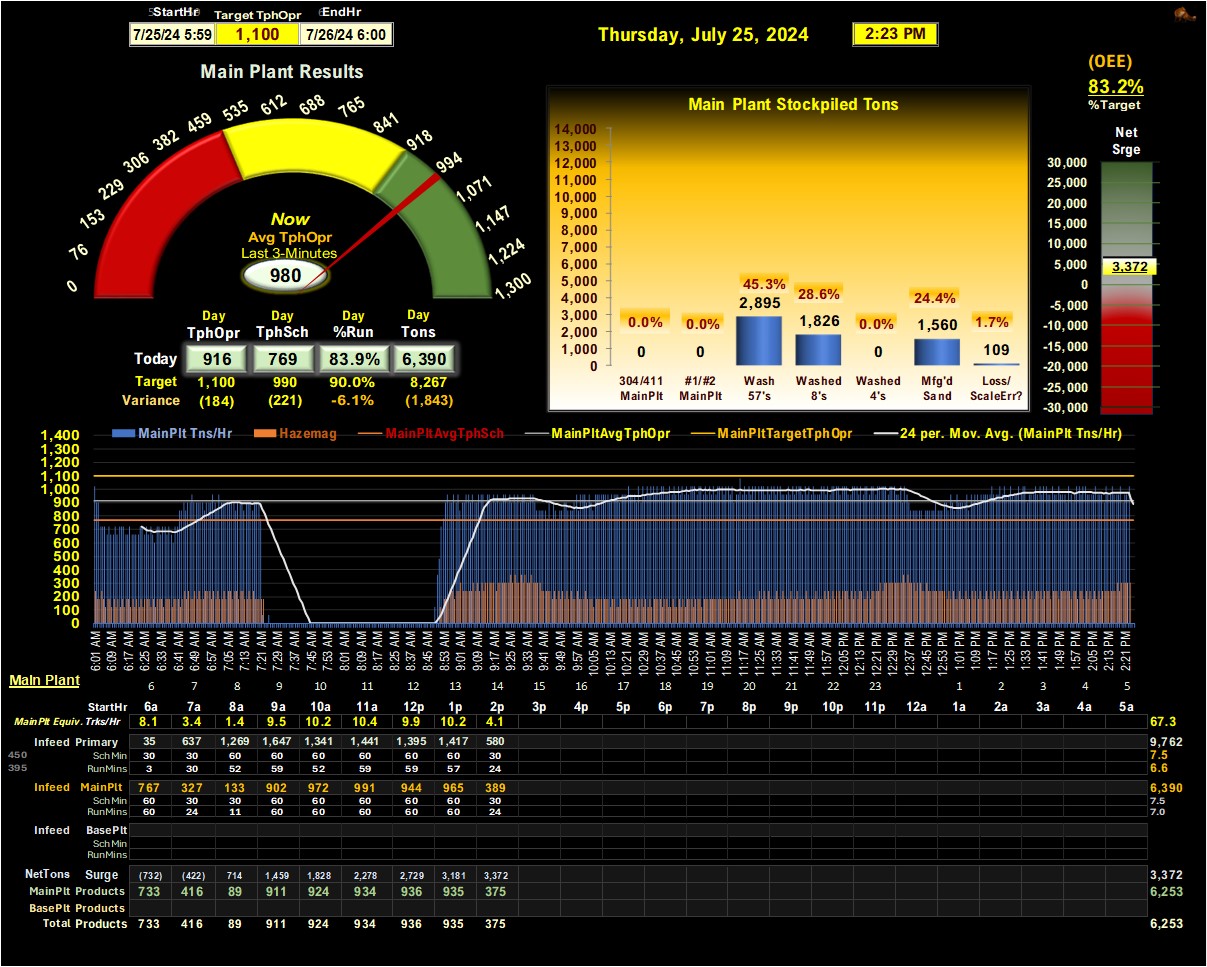 StartHr Target TphOpr EndHr
7/25/24 5:59 1,100 7/26/24 6:00
Thursday, July 25, 2024 2:23 PM
(OEE)
83.2%
%Target
Main Plant Results
0 76 153 229 306 382 459 535 612 688 765 841 918 994 1,071 1,147 1,224 1,300
Now
Avg TphOpr
Last 3-Minutes
980
Day Day Day Day
TphOpr TphSch %Run Tons
Today 916 769 83.9% 6,390
Target 1,100 990 90.0% 8,267
Variance (184) (221) -6.1% (1,843)
Main Plant Stockpiled Tons
14,000
13,000
12,000
11,000
10,000
9,000
8,000
7,000
6,000
5,000
4,000
3,000
2,000
1,000
0
0.0% 0.0% 45.3% 28.6% 0.0% 24.4% 1.7%
0 0 2,895 1,826 0 1,560 109
304/411 #1/#2 Wash Washed Washed Mfg'd Loss/
MainPlt MainPlt 57's 8's 4's Sand ScaleErr?
Net
Srge
30,000
25,000
20,000
15,000
10,000
5,000
0
-5,000
-10,000
-15,000
-20,000
-25,000
-30,000
3,372
MainPlt Tns/Hr Hazemag MainPltAvgTphSch MainPltAvgTphOpr MainPltTargetTphOpr 24 per. Mov. Avg. (MainPlt Tns/Hr)
1,400
1,300
1,200
1,100
1,000
900
800
700
600
500
400
300
200
100
0
6:01 AM 6:09 AM 6:17 AM 6:25 AM 6:33 AM 6:41 AM 6:49 AM 6:57 AM 7:05 AM 7:13 AM 7:21 AM 7:29 AM 7:37 AM 7:45 AM 7:53 AM 8:01 AM 8:09 AM 8:17 AM 8:25 AM 8:37 AM 8:45 AM 8:53 AM 9:01 AM 9:09 AM 9:17 AM 9:25 AM 9:33 AM 9:41 AM 9:49 AM 9:57 AM 10:05 AM 10:13 AM 10:21 AM 10:29 AM 10:37 AM 10:45 AM 10:53 AM 11:01 AM 11:09 AM 11:17 AM 11:25 AM 11:33 AM 11:41 AM 11:49 AM 11:57 AM 12:05 PM 12:13 PM 12:21 PM 12:29 PM 12:37 PM 12:45 PM 12:53 PM 1:01 PM 1:09 PM 1:17 PM 1:25 PM 1:33 PM 1:41 PM 1:49 PM 1:57 PM 2:05 PM 2:13 PM 2:21 PM
Main Plant
6 7 8 9 10 11 12 13 14 15 16 17 18 19 20 21 22 23 1 2 3 4 5
StartHr 6a 7a 8a 9a 10a 11a 12p 1p 2p 3p 4p 5p 6p 7p 8p 9p 10p 11p 12a 1a 2a 3a 4a 5a
MainPlt Equiv. Trks/Hr 8.1 3.4 1.4 9.5 10.2 10.4 9.9 10.2 4.1 67.3
Infeed Primary 35 637 1,269 1,647 1,341 1,441 1,395 1,417 580 9,762
450 Sch Min 30 30 60 60 60 60 60 60 30 7.5
395 RunMins 3 30 52 59 52 59 59 57 24 6.6
Infeed MainPlt 767 327 133 902 972 991 944 965 389 6,390
Sch Min 60 30 30 60 60 60 60 60 30 7.5
RunMins 60 24 11 60 60 60 60 60 24 7.0
Infeed BasePlt
Sch Min
RunMins
NetTons Surge (732) (422) 714 1,459 1,828 2,278 2,729 3,181 3,372 3,372
MainPlt Products 733 416 89 911 924 934 936 935 375 6,253
BasePlt Products
Total Products 733 416 89 911 924 934 936 935 375 6,253